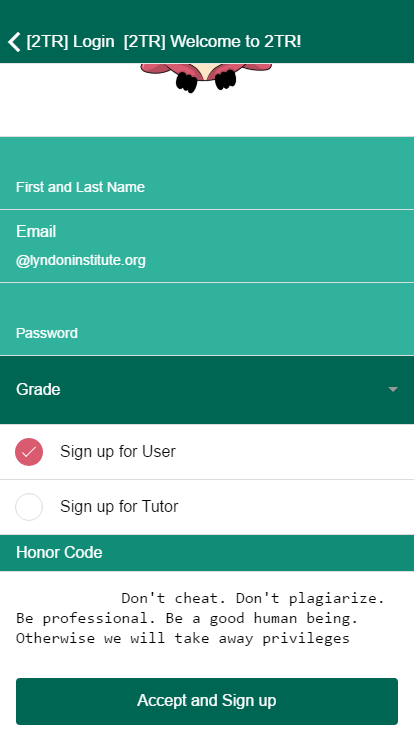 [2TR] Login [2TR] Welcome to 2TR!
First and Last Name
Email
@lyndoninstitute.org
Password
Grade
Sign up for User
Sign up for Tutor
Honor Code
Don't cheat. Don't plagiarize.
Be professional. Be a good human being.
Otherwise we will take away privileges
Accept and Sign up